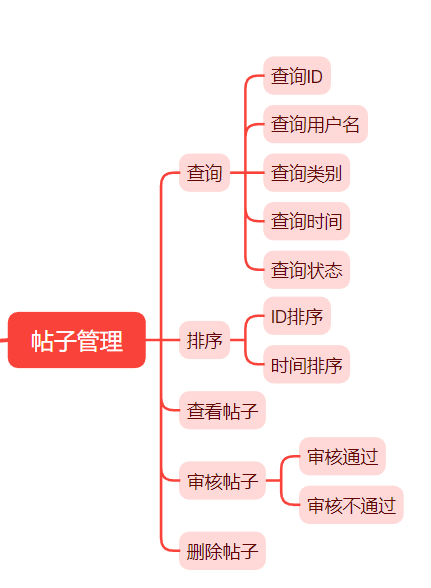 帖子管理
查询
查询ID
查询用户名
查询类别
查询时间
查询状态
排序
ID排序
时间排序
查看帖子
审核帖子
审核通过
审核不通过
删除帖子